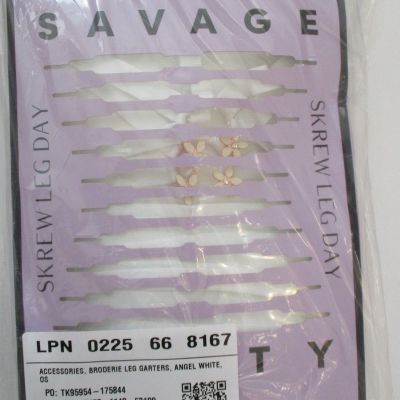 SAVAGE
SKREW LEG DAY
SKREW LEG DAY
TY
LPN 0225 66 8167
ACCESSORIES, BRODERIE LEG GARTERS, ANGEL WHITE,
OS
PO: TK95954-175844